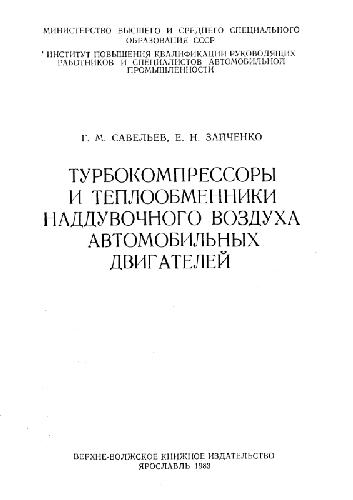 МИНИСТЕРСТВО ВЫСШЕГО И СРЕДНЕГО СПЕЦИАЛЬНОГО
ОБРАЗОВАНИЯ СССР
ИНСТИТУТ ПОВЫШЕНИЯ КВАЛИФИКАЦИИ РУКОВОДЯЩИХ
РАБОТНИКОВ И СПЕЦИАЛИСТОВ АВТОМОБИЛЬНОЙ
ПРОМЫШЛЕННОСТИ
Г. М. САВЕЛЬЕВ, Е. Н. ЗАЙЧЕНКО
ТУРБОКОМПРЕССОРЫ
И ТЕПЛООБМЕННИКИ
НАДДУВОЧНОГО ВОЗДУХА
АВТОМОБИЛЬНЫХ
ДВИГАТЕЛЕЙ
ВЕРХНЕ-ВОЛЖСКОЕ КНИЖНОЕ ИЗДАТЕЛЬСТВО
ЯРОСЛАВЛЬ 1983